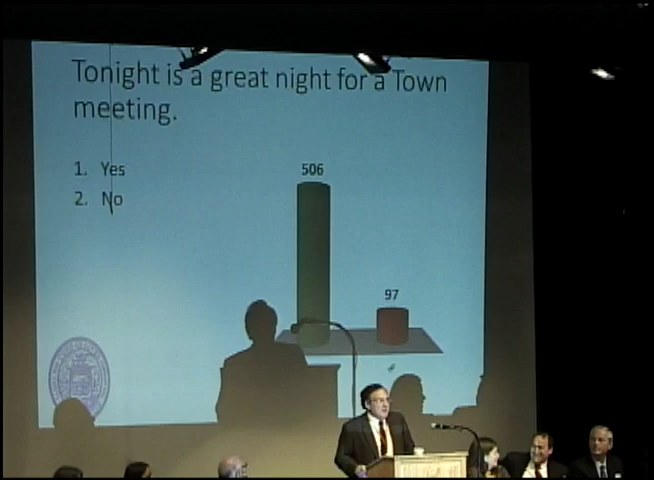 Tonight is a great night for a Town
meeting.
1. Yes
2. No
506
97